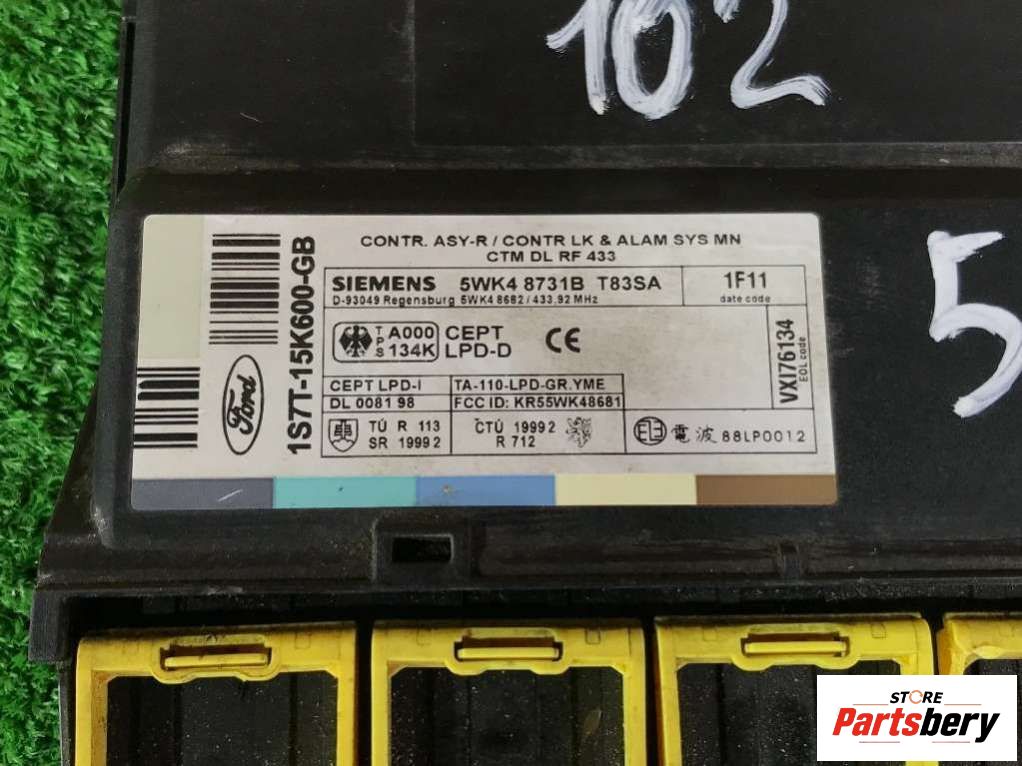 102
5
CONTR. ASY-R / CONTR LK & ALAM SYS MN
CTM DL RF 433
SIEMENS 5WK4 8731B T83SA
D-93049 Regensburg 5WK4 8682 / 433,92 MHz
1F11
date code
TPS A000
134K
CEPT
LPD-D
CE
VXI76134
EOL code
CEPT LPD-I
DL 0081 98
TA-110-LPD-GR.YME
FCC ID: KR55WK48681
TÚ R 113
SR 1999 2
CTÚ 1999 2
R 712
電波 88LP0012
Ford
1S7T-15K600-GB
STORE
Partsbery